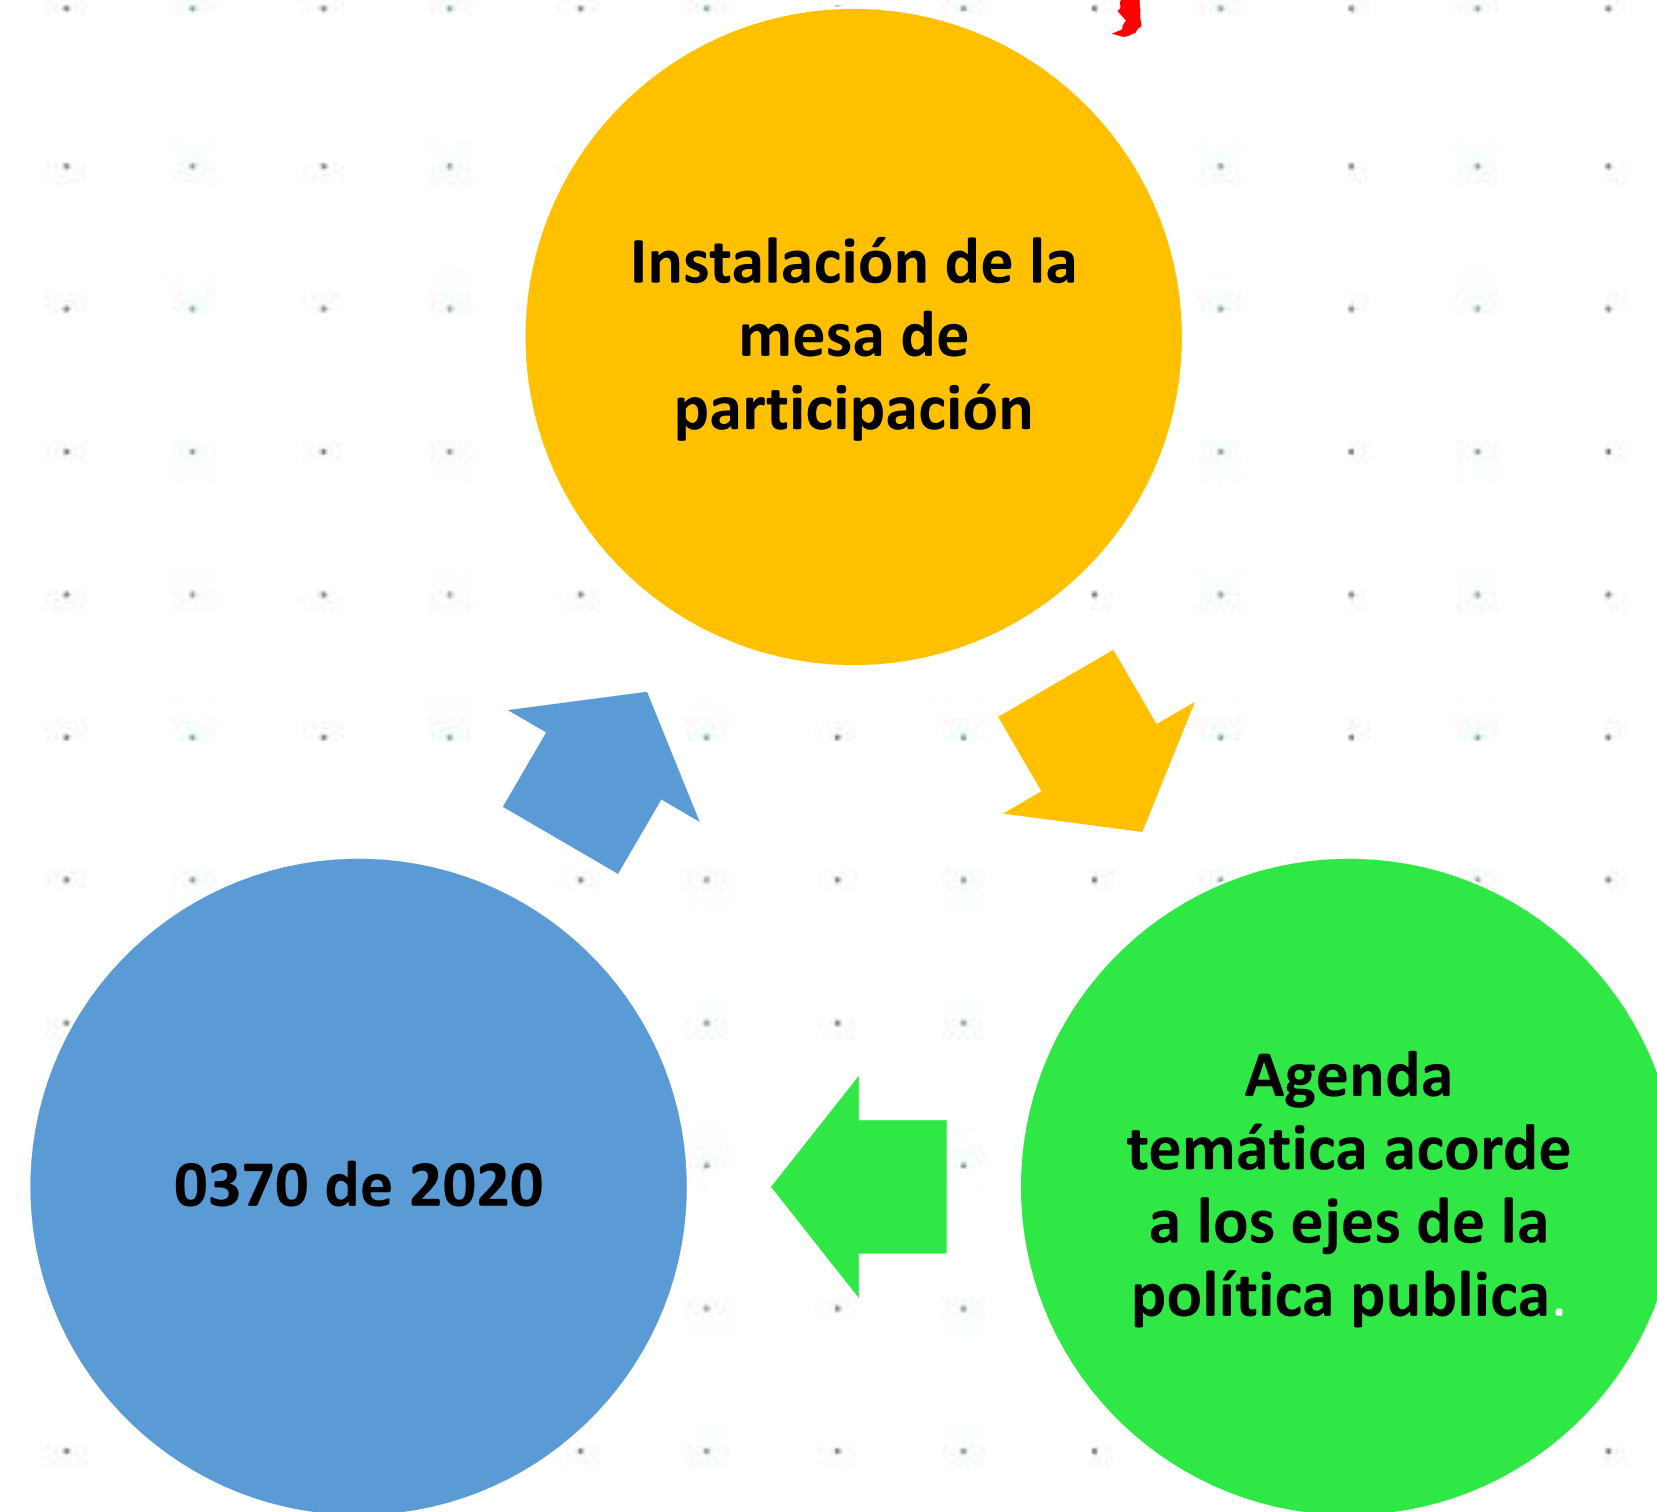 Instalación de la
mesa de
participación
Agenda
temática acorde
a los ejes de la
política publica.
0370 de 2020